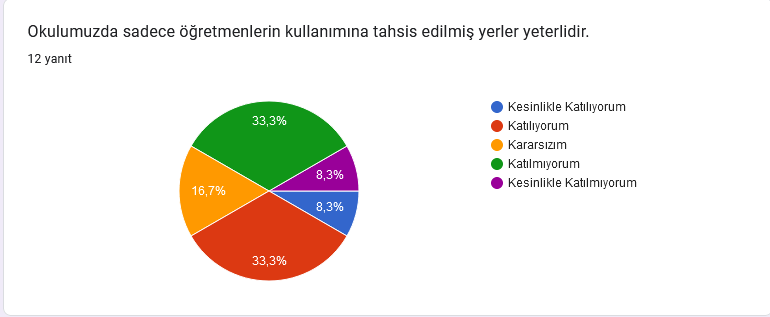 Okulumuzda sadece öğretmenlerin kullanımına tahsis edilmiş yerler yeterlidir.
12 yanıt
33,3%
8,3%
16,7%
8,3%
33,3%
Kesinlikle Katılıyorum
Katılıyorum
Kararsızım
Katılmıyorum
Kesinlikle Katılmıyorum